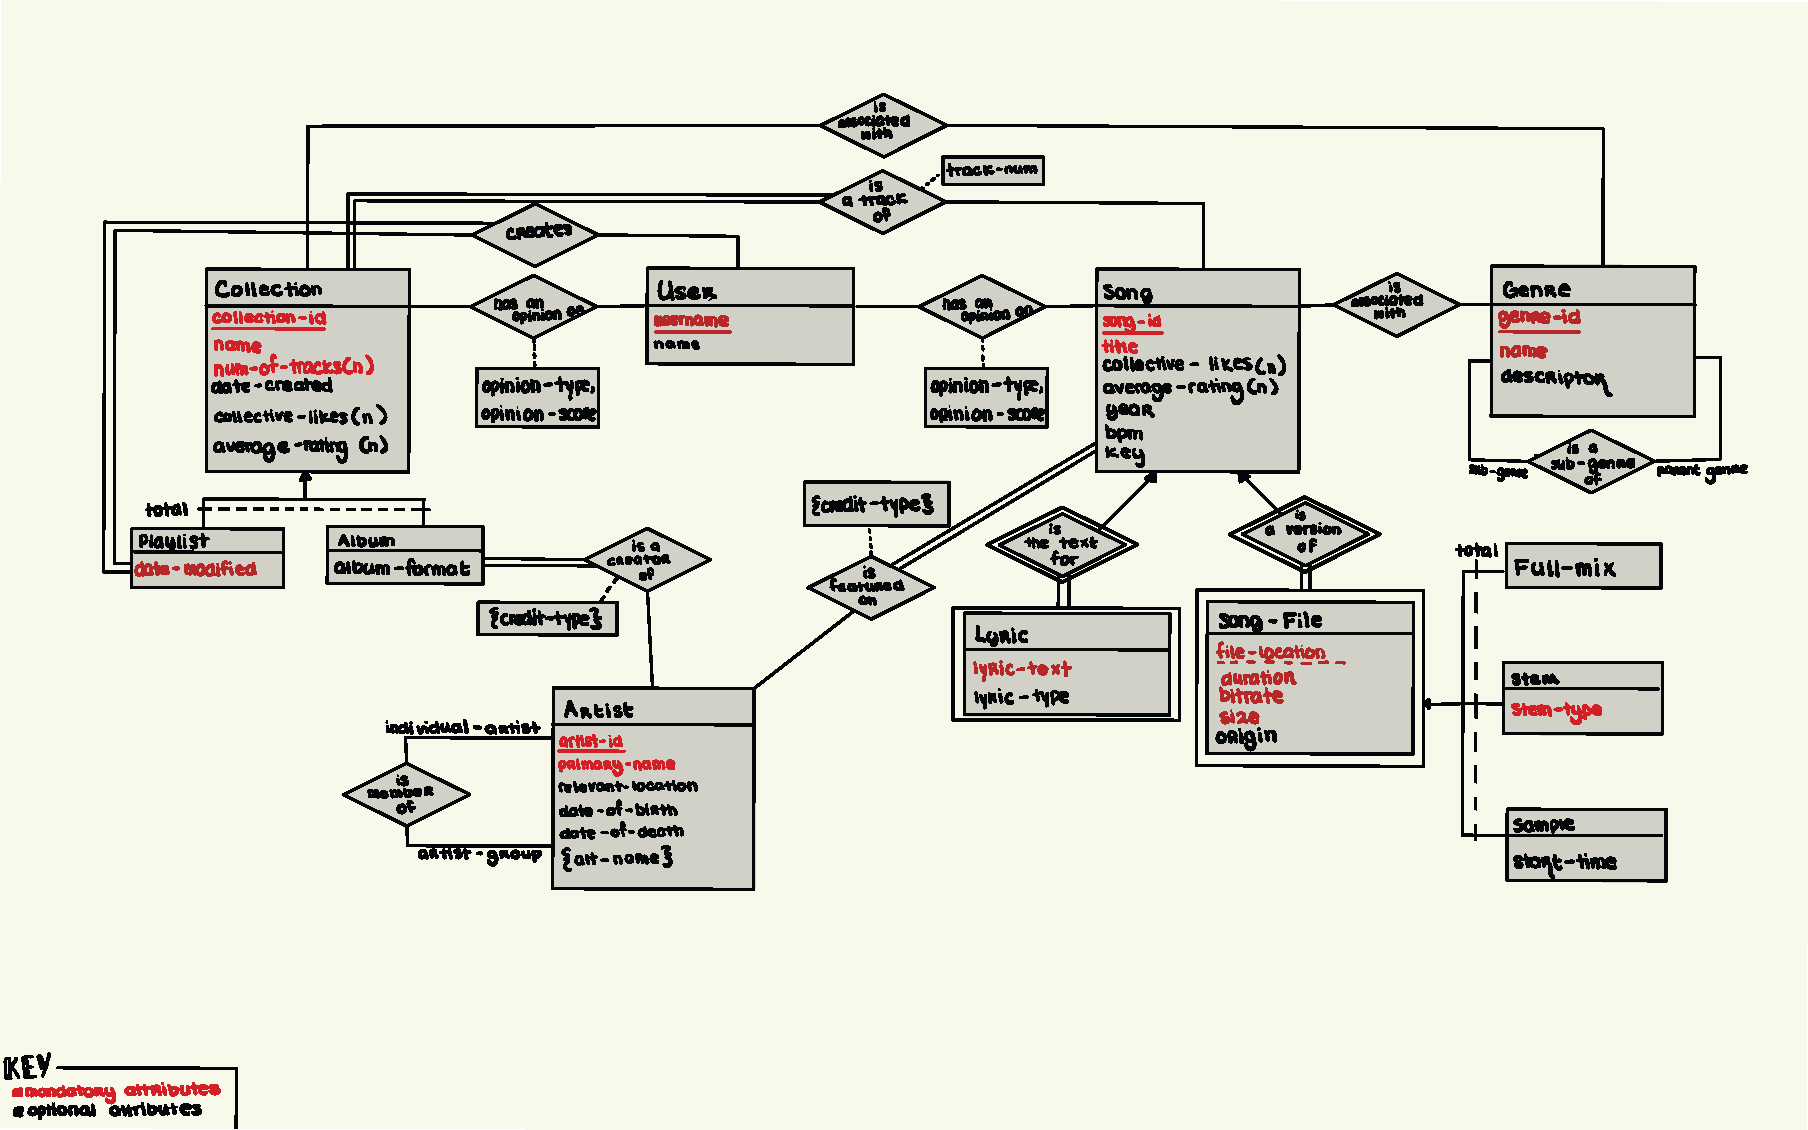 is
associated
with
track-num
is
a track
of
creates
Collection
collection-id
name
num-of-tracks(n)
date-created
collective-likes(n)
average-rating (n)
has an
opinion on
opinion-type,
opinion-score
User
username
name
has an
opinion on
opinion-type,
opinion-score
Song
song-id
title
collective-likes(n)
average-rating(n)
year
bpm
key
is
associated
with
Genre
genre-id
name
descriptor
is a
sub-genre
of
sub-genre
parent genre
total
Playlist
date-modified
Album
album-format
is a
creator
of
{credit-type}
{credit-type}
is
featured
on
is
the text
for
is
a version
of
Lyric
lyric-text
lyric-type
Song-File
file-location
duration
bitrate
size
origin
total
Full-mix
Stem
stem-type
Sample
start-time
Artist
artist-id
primary-name
relevant-location
date-of-birth
date-of-death
{alt-name}
individual-artist
is
member
of
artist-group
KEY
mandatory attributes
optional attributes